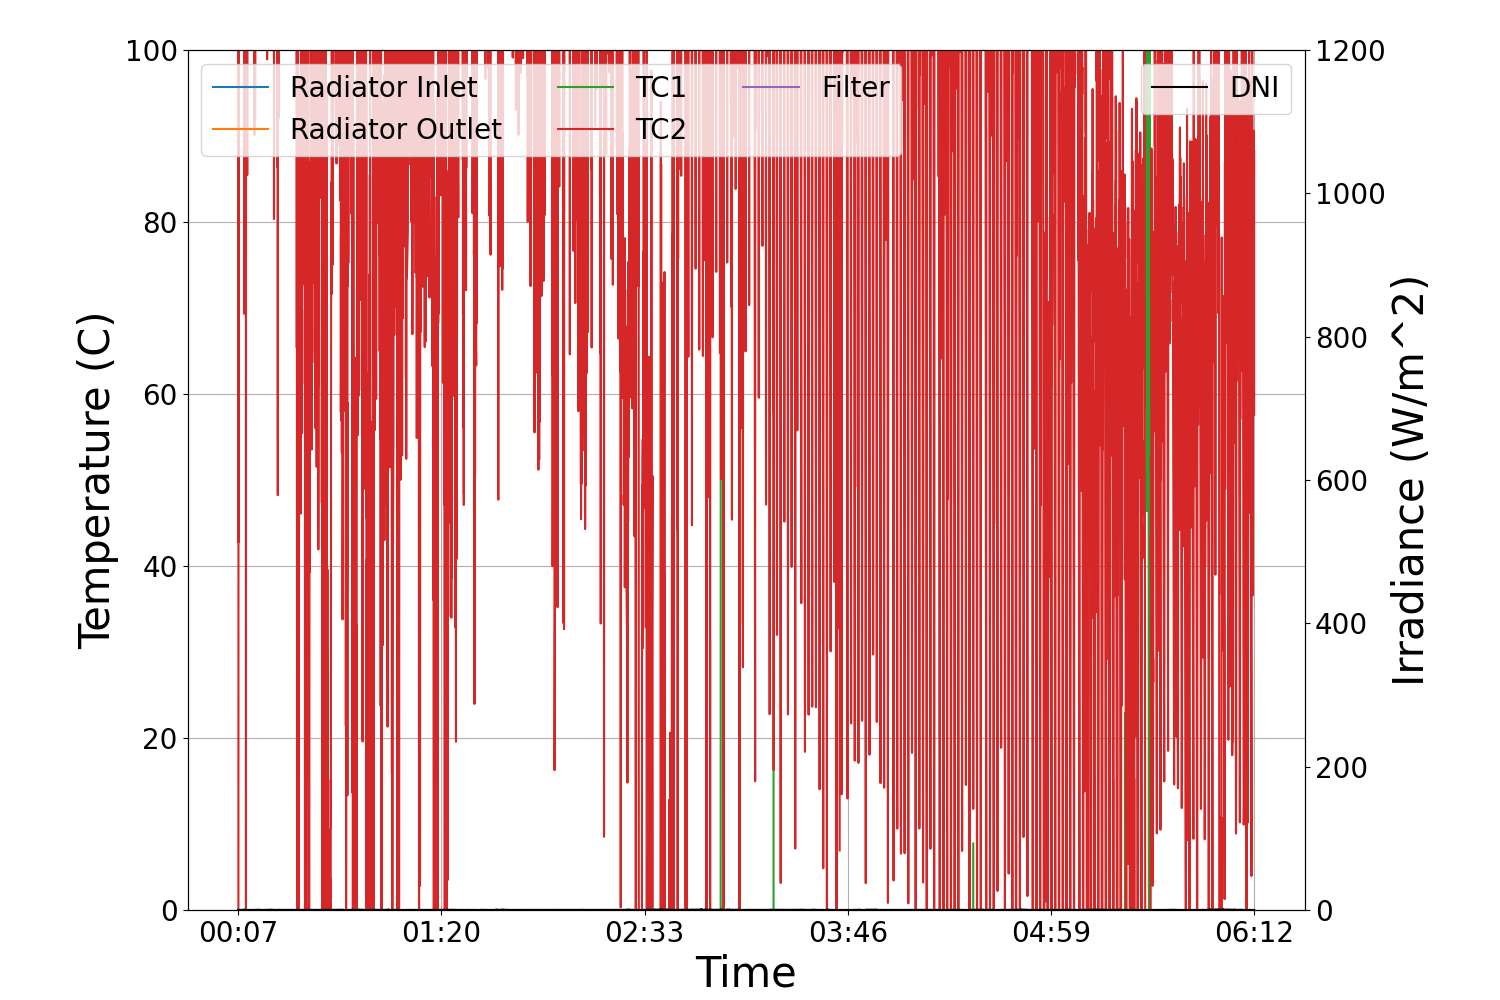 100
80
60
40
20
0
Temperature (C)
Radiator Inlet
Radiator Outlet
TC1
TC2
Filter
DNI
1200
1000
800
600
400
200
0
Irradiance (W/m^2)
00:07
01:20
02:33
03:46
04:59
06:12
Time